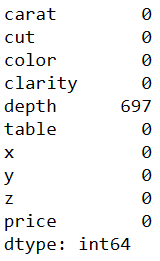 carat 0
cut 0
color 0
clarity 0
depth 697
table 0
x 0
y 0
z 0
price 0
dtype: int64